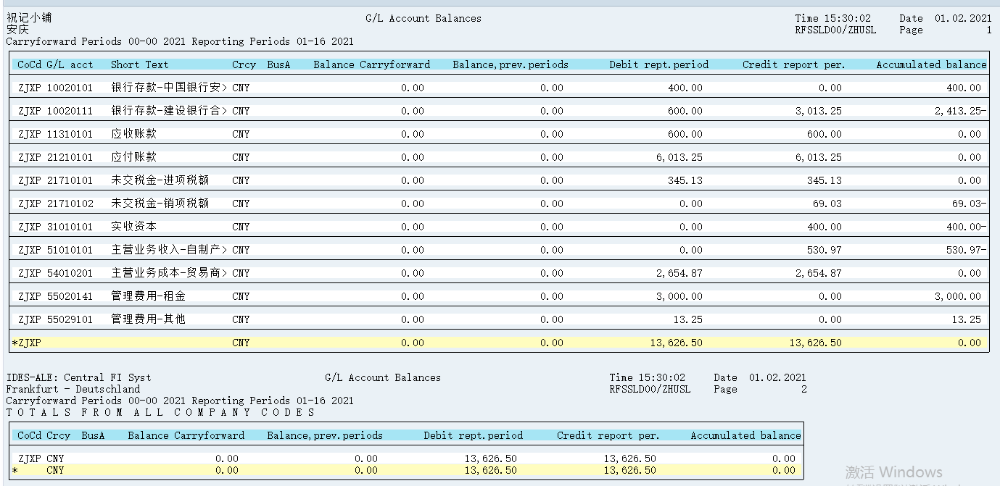 祝记小铺 G/L Account Balances Time 15:30:02 Date 01.02.2021
安庆 RFSSLD00/ZHUSL Page 1
Carryforward Periods 00-00 2021 Reporting Periods 01-16 2021
CoCd G/L acct Short Text Crcy BusA Balance Carryforward Balance,prev.periods Debit rept.period Credit report per. Accumulated balance
ZJXP 10020101 银行存款-中国银行安> CNY 0.00 0.00 400.00 0.00 400.00
ZJXP 10020111 银行存款-建设银行合> CNY 0.00 0.00 600.00 3,013.25 2,413.25-
ZJXP 11310101 应收账款 CNY 0.00 0.00 600.00 600.00 0.00
ZJXP 21210101 应付账款 CNY 0.00 0.00 6,013.25 6,013.25 0.00
ZJXP 21710101 未交税金-进项税额 CNY 0.00 0.00 345.13 345.13 0.00
ZJXP 21710102 未交税金-销项税额 CNY 0.00 0.00 0.00 69.03 69.03-
ZJXP 31010101 实收资本 CNY 0.00 0.00 0.00 400.00 400.00-
ZJXP 51010101 主营业务收入-自制产> CNY 0.00 0.00 0.00 530.97 530.97-
ZJXP 54010201 主营业务成本-贸易商> CNY 0.00 0.00 2,654.87 2,654.87 0.00
ZJXP 55020141 管理费用-租金 CNY 0.00 0.00 3,000.00 0.00 3,000.00
ZJXP 55029101 管理费用-其他 CNY 0.00 0.00 13.25 0.00 13.25
*ZJXP CNY 0.00 0.00 13,626.50 13,626.50 0.00
IDES-ALE: Central FI Syst G/L Account Balances Time 15:30:02 Date 01.02.2021
Frankfurt - Deutschland RFSSLD00/ZHUSL Page 2
Carryforward Periods 00-00 2021 Reporting Periods 01-16 2021
T O T A L S  F R O M  A L L  C O M P A N Y  C O D E S
CoCd Crcy BusA Balance Carryforward Balance,prev.periods Debit rept.period Credit report per. Accumulated balance
ZJXP CNY 0.00 0.00 13,626.50 13,626.50 0.00
* CNY 0.00 0.00 13,626.50 13,626.50 0.00
激活 Windows